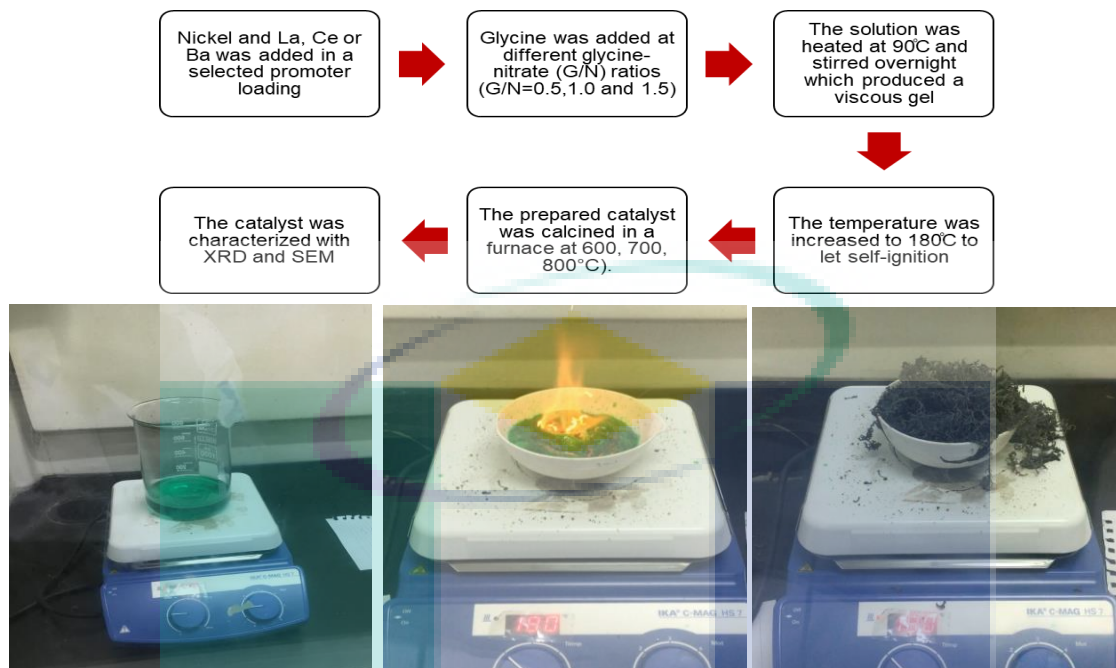 Nickel and La, Ce or
Ba was added in a
selected promoter
loading
Glycine was added at
different glycine-
nitrate (G/N) ratios
(G/N=0.5,1.0 and 1.5)
The solution was
heated at 90°C and
stirred overnight
which produced a
viscous gel
The temperature was
increased to 180°C to
let self-ignition
The prepared catalyst
was calcined in a
furnace at 600, 700,
800°C).
The catalyst was
characterized with
XRD and SEM
IKA® C-MAG HS 7
IKA® C-MAG HS 7
180
Temp
Mot